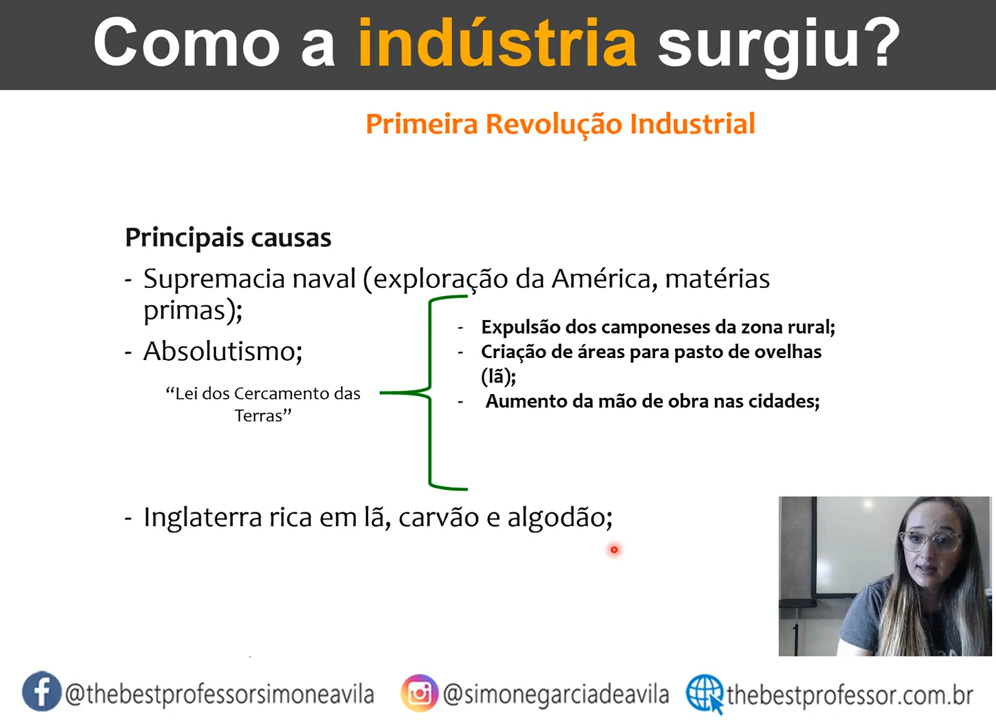 Como a indústria surgiu?
Primeira Revolução Industrial
Principais causas
- Supremacia naval (exploração da América, matérias
primas);
- Absolutismo;
"Lei dos Cercamento das
Terras"
- Expulsão dos camponeses da zona rural;
- Criação de áreas para pasto de ovelhas
(lã);
- Aumento da mão de obra nas cidades;
- Inglaterra rica em lã, carvão e algodão;
@thebestprofessorsimoneavila
@simonegarciadeavila
thebestprofessor.com.br